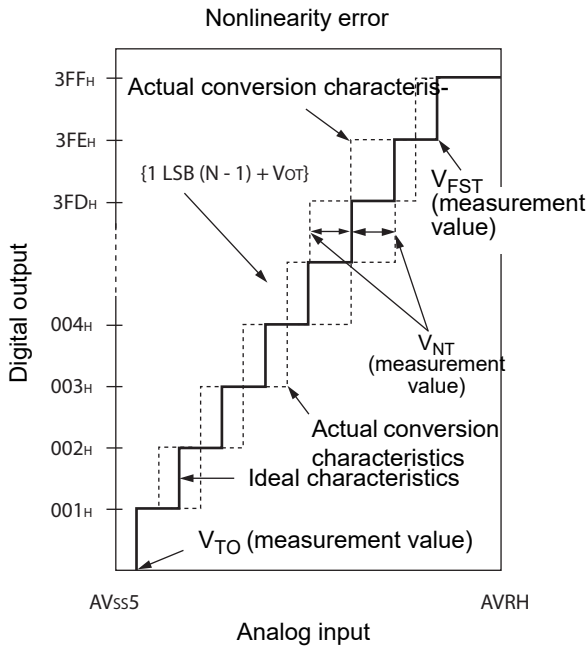 Nonlinearity error
3FFH
Actual conversion characteris-
3FEH
{1 LSB (N - 1) + VOT}
3FDH
VFST
(measurement
value)
Digital output
004H
VNT
(measurement
value)
003H
Actual conversion
characteristics
002H
Ideal characteristics
001H
VTO (measurement value)
AVSS5
AVRH
Analog input